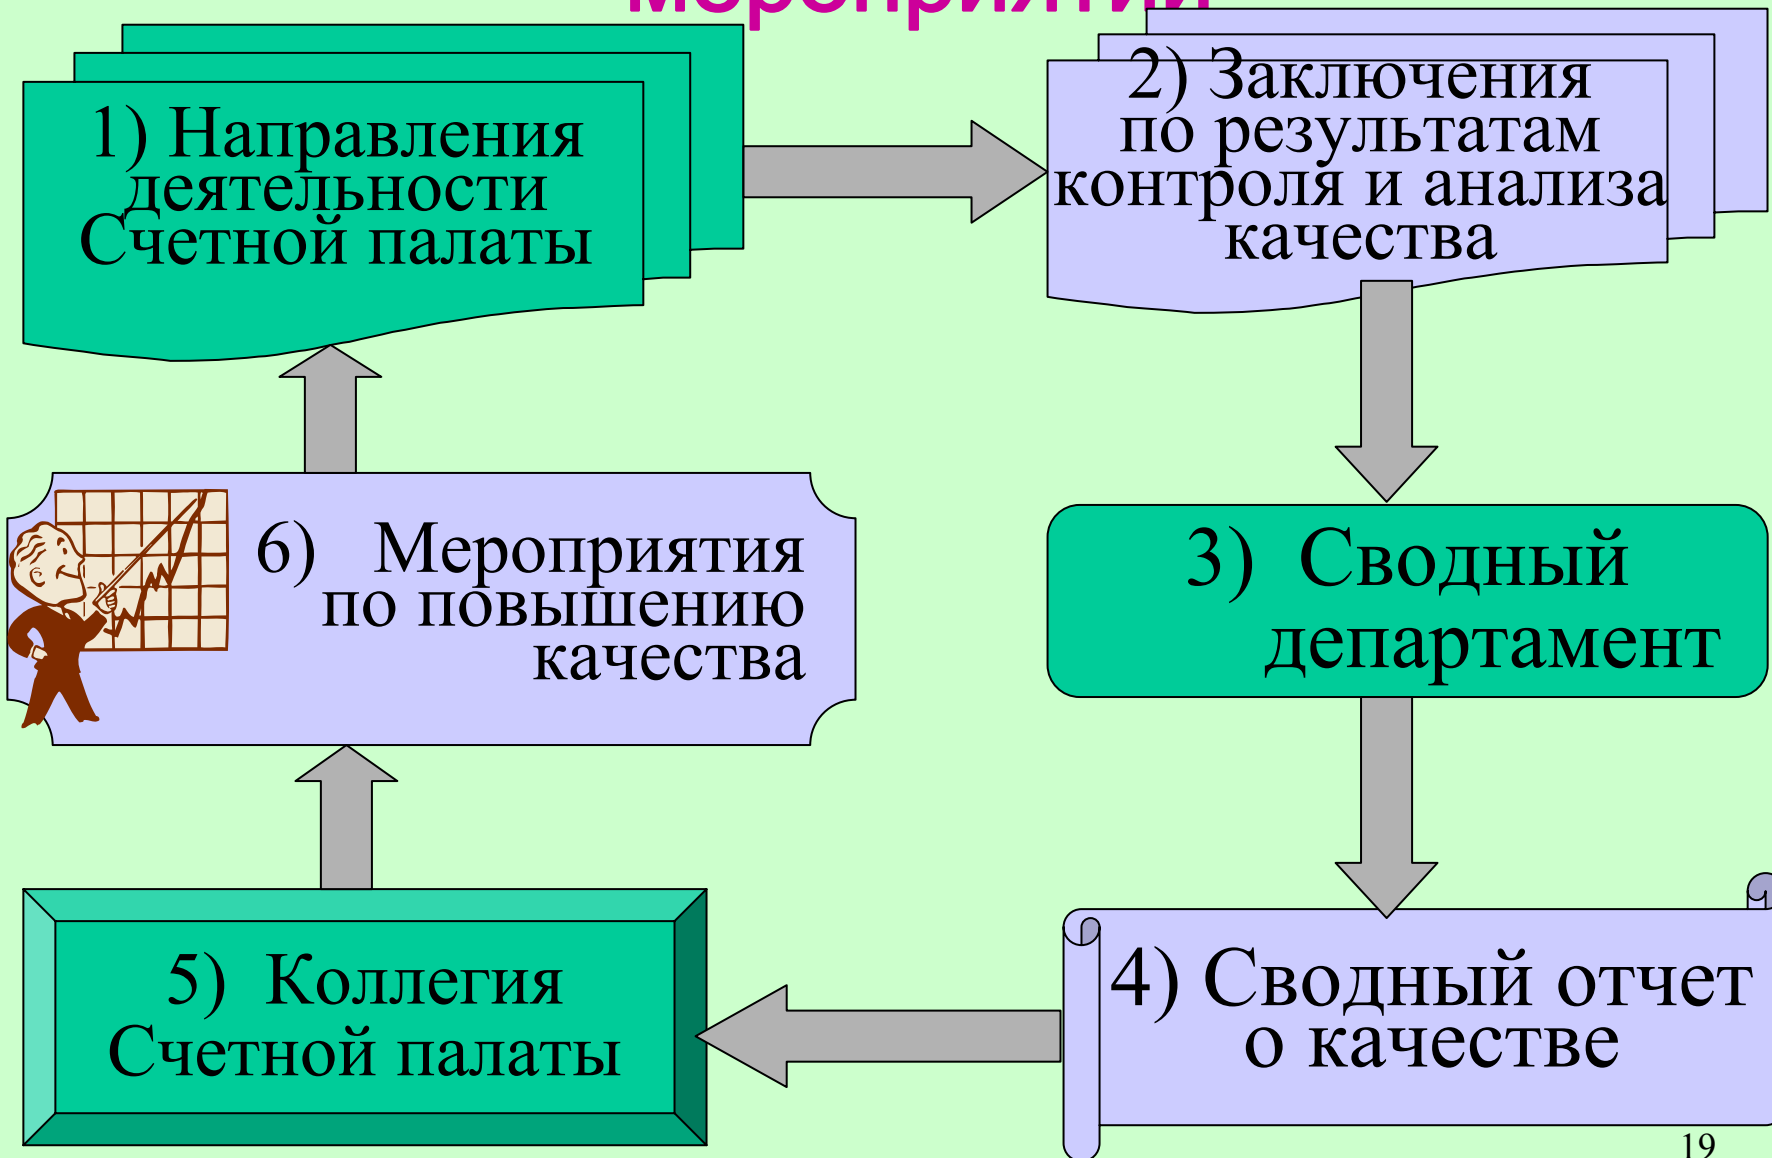 мероприятий
1) Направления
деятельности
Счетной палаты
2) Заключения
по результатам
контроля и анализа
качества
3) Сводный
департамент
4) Сводный отчет
о качестве
5) Коллегия
Счетной палаты
6) Мероприятия
по повышению
качества
19